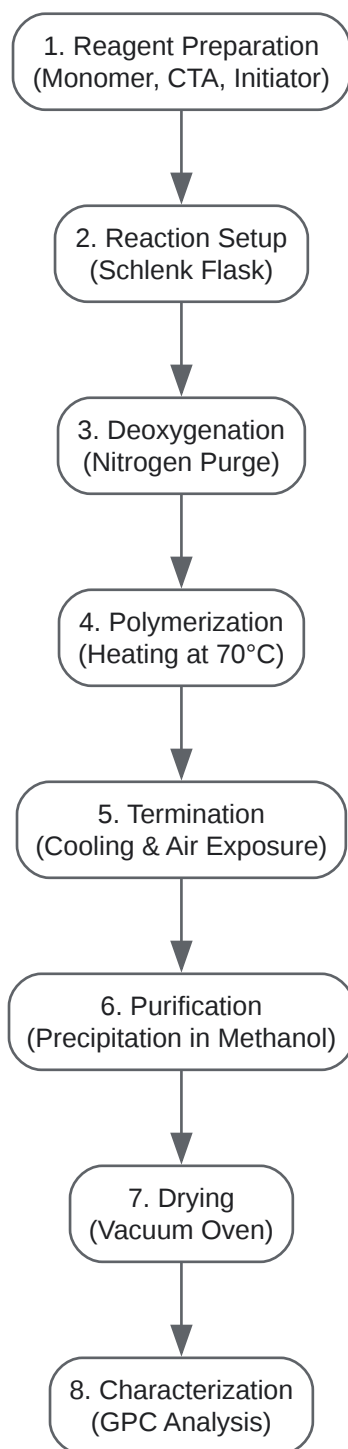 1. Reagent Preparation
(Monomer, CTA, Initiator)
2. Reaction Setup
(Schlenk Flask)
3. Deoxygenation
(Nitrogen Purge)
4. Polymerization
(Heating at 70°C)
5. Termination
(Cooling & Air Exposure)
6. Purification
(Precipitation in Methanol)
7. Drying
(Vacuum Oven)
8. Characterization
(GPC Analysis)